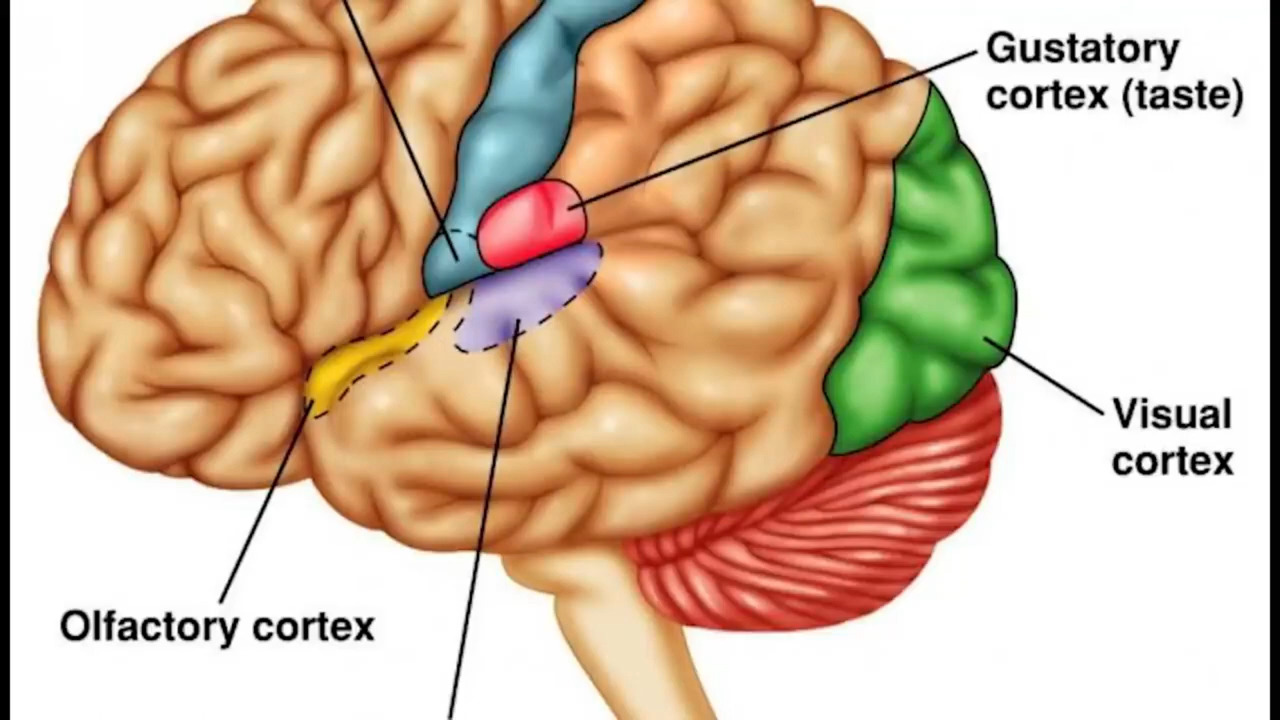 Gustatory
cortex (taste)
Visual
cortex
Olfactory cortex